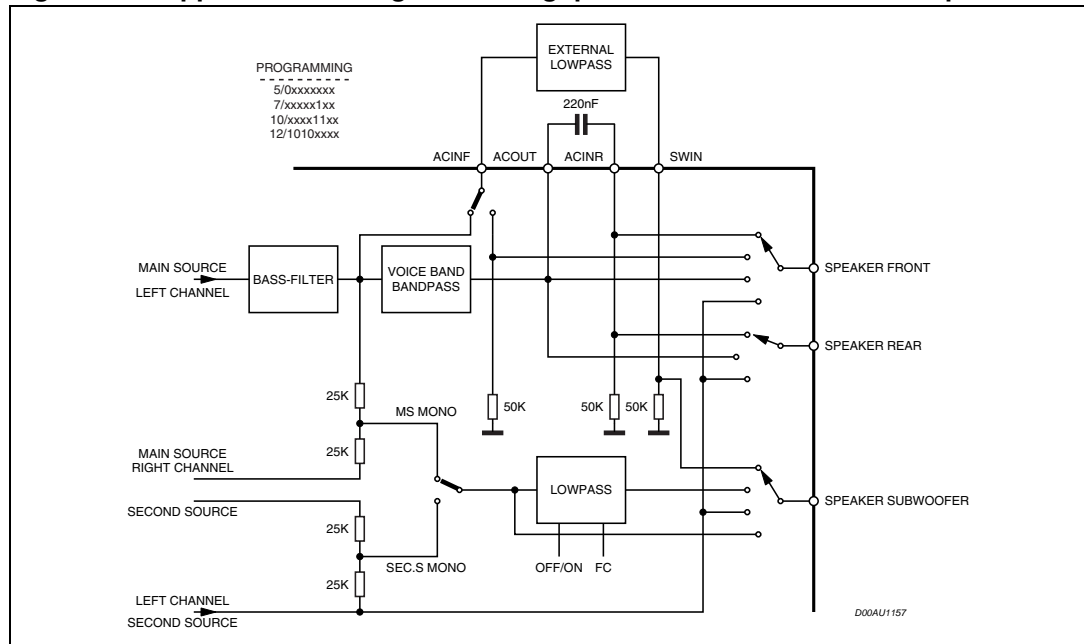 PROGRAMMING
5/0xxxxxxx
7/xxxxx1xx
10/xxxx11xx
12/1010xxxx
EXTERNAL
LOWPASS
220nF
ACINF
ACOUT
ACINR
SWIN
MAIN SOURCE
LEFT CHANNEL
BASS-FILTER
VOICE BAND
BANDPASS
SPEAKER FRONT
SPEAKER REAR
25K
MS MONO
50K
50K
50K
25K
MAIN SOURCE
RIGHT CHANNEL
LOWPASS
SECOND SOURCE
SPEAKER SUBWOOFER
25K
SEC.S MONO
OFF/ON
FC
25K
LEFT CHANNEL
SECOND SOURCE
D00AU1157